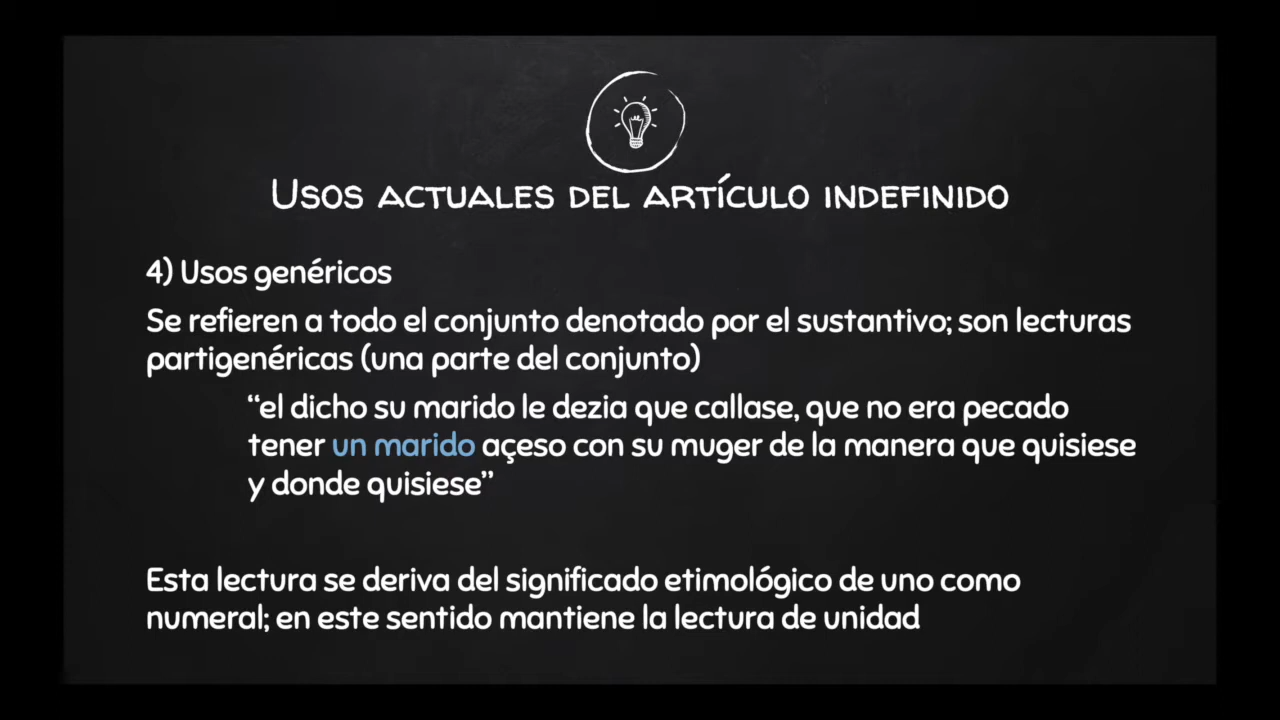 Usos actuales del artículo indefinido
4) Usos genéricos
Se refieren a todo el conjunto denotado por el sustantivo; son lecturas
partigenéricas (una parte del conjunto)
“el dicho su marido le dezia que callase, que no era pecado
tener un marido açeso con su muger de la manera que quisiese
y donde quisiese”
Esta lectura se deriva del significado etimológico de uno como
numeral; en este sentido mantiene la lectura de unidad